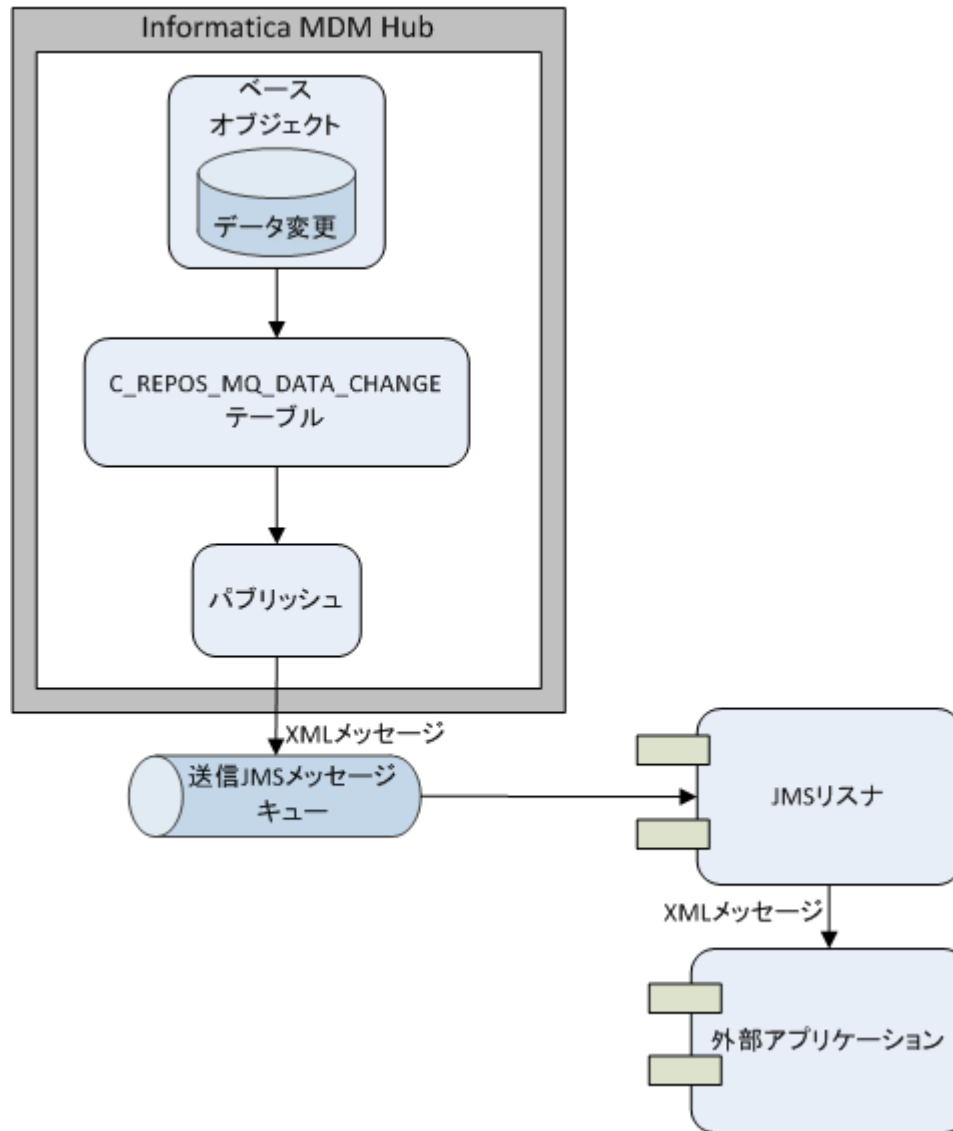 Informatica MDM Hub
ベース
オブジェクト
データ変更
C_REPOS_MQ_DATA_CHANGE
テーブル
パブリッシュ
XMLメッセージ
送信JMSメッセージ
キュー
JMSリスナ
XMLメッセージ
外部アプリケーション